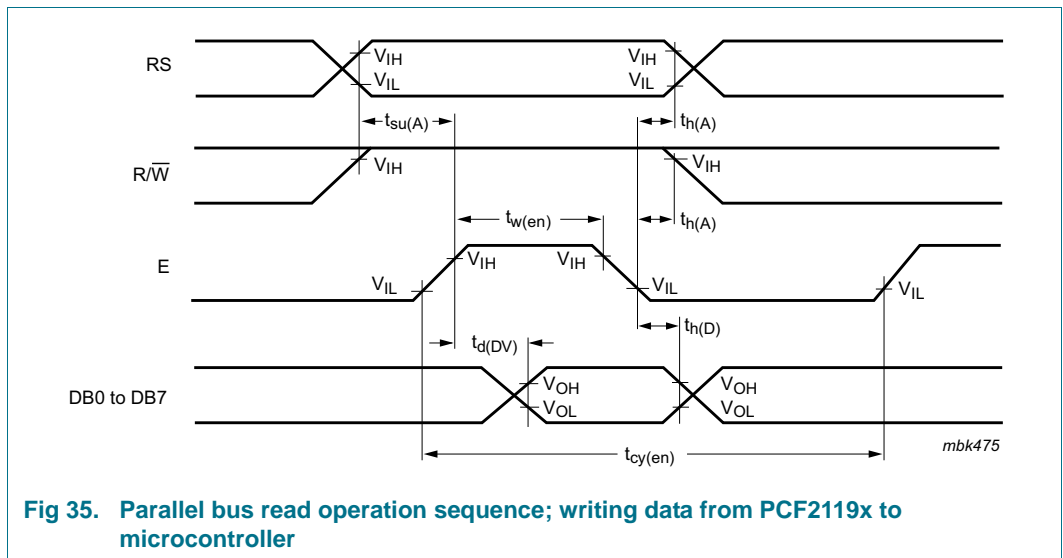 RS
VIH
VIL
VIH
VIL
tsu(A)
th(A)
R/W̅
VIH
VIH
tw(en)
th(A)
E
VIH
VIH
VIL
VIL
VIL
td(DV)
th(D)
DB0 to DB7
VOH
VOL
VOH
VOL
tcy(en)
mbk475
Fig 35. Parallel bus read operation sequence; writing data from PCF2119x to
microcontroller